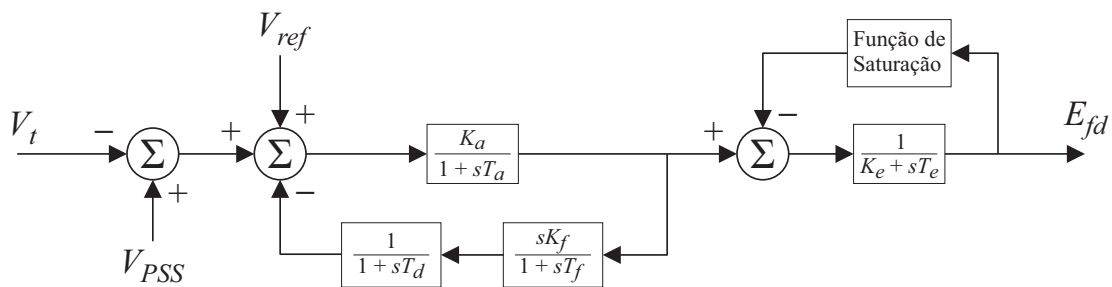 V_ref
Função de
Saturação
V_t
−
Σ
+
V_PSS
+
+
Σ
−
K_a
1 + sT_a
+
−
Σ
1
K_e + sT_e
E_fd
1
1 + sT_d
sK_f
1 + sT_f